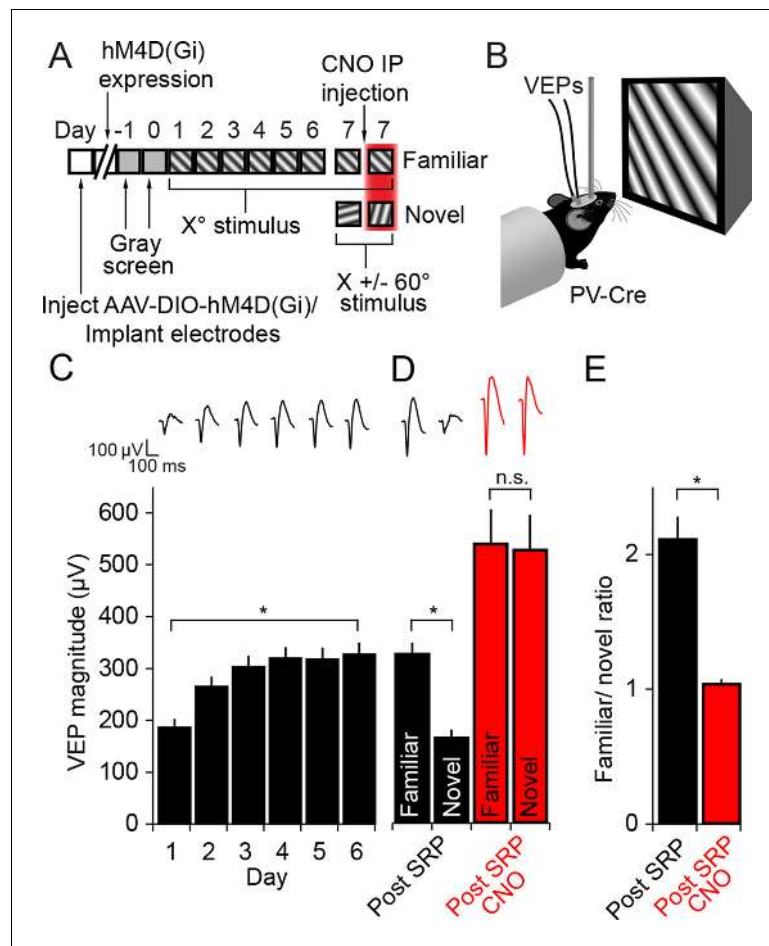 A
hM4D(Gi)
expression
CNO IP
injection
Day -1 0 1 2 3 4 5 6 7 7
Familiar
X° stimulus
Novel
Gray
screen
X +/- 60°
stimulus
Inject AAV-DIO-hM4D(Gi)/
Implant electrodes
B
VEPs
PV-Cre
C
100 µV
100 ms
VEP magnitude (µV)
600
500
400
300
200
100
0
*
1 2 3 4 5 6
Day
D
*
n.s.
Familiar
Novel
Familiar
Novel
Post SRP
Post SRP
CNO
E
*
Familiar/ novel ratio
2
1
0
Post SRP
Post SRP
CNO